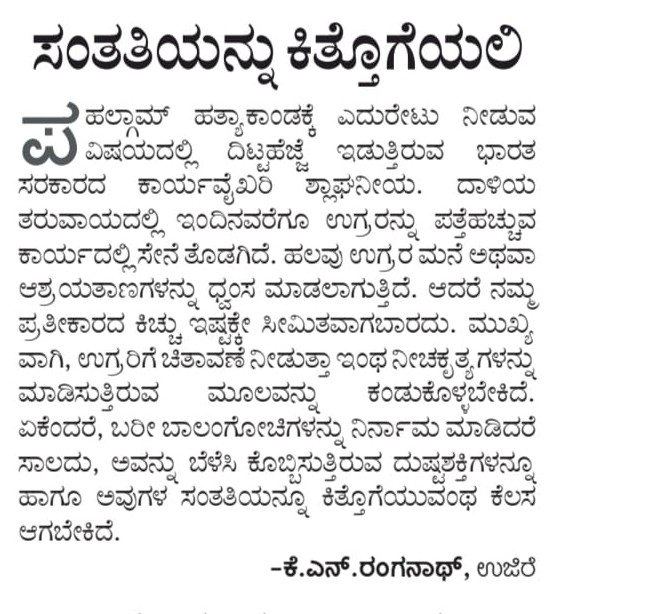 ಸಂತತಿಯನ್ನು ಕಿತ್ತೊಗೆಯಲಿ
ಪಹಲ್ಗಾಮ್ ಹತ್ಯಾಕಾಂಡಕ್ಕೆ ಎದುರೇಟು ನೀಡುವ
ವಿಷಯದಲ್ಲಿ ದಿಟ್ಟಹೆಜ್ಜೆ ಇಡುತ್ತಿರುವ ಭಾರತ
ಸರಕಾರದ ಕಾರ್ಯವೈಖರಿ ಶ್ಲಾಘನೀಯ. ದಾಳಿಯ
ತರುವಾಯದಲ್ಲಿ ಇಂದಿನವರೆಗೂ ಉಗ್ರರನ್ನು ಪತ್ತೆಹಚ್ಚುವ
ಕಾರ್ಯದಲ್ಲಿ ಸೇನೆ ತೊಡಗಿದೆ. ಹಲವು ಉಗ್ರರ ಮನೆ ಅಥವಾ
ಆಶ್ರಯತಾಣಗಳನ್ನು ಧ್ವಂಸ ಮಾಡಲಾಗುತ್ತಿದೆ. ಆದರೆ ನಮ್ಮ
ಪ್ರತೀಕಾರದ ಕಿಚ್ಚು ಇಷ್ಟಕ್ಕೇ ಸೀಮಿತವಾಗಬಾರದು. ಮುಖ್ಯ
ವಾಗಿ, ಉಗ್ರರಿಗೆ ಚಿತಾವಣೆ ನೀಡುತ್ತಾ ಇಂಥ ನೀಚಕೃತ್ಯಗಳನ್ನು
ಮಾಡಿಸುತ್ತಿರುವ ಮೂಲವನ್ನು ಕಂಡುಕೊಳ್ಳಬೇಕಿದೆ.
ಏಕೆಂದರೆ, ಬರೀ ಬಾಲಂಗೋಚಿಗಳನ್ನು ನಿರ್ನಾಮ ಮಾಡಿದರೆ
ಸಾಲದು, ಅವನ್ನು ಬೆಳೆಸಿ ಕೊಬ್ಬಿಸುತ್ತಿರುವ ದುಷ್ಟಶಕ್ತಿಗಳನ್ನೂ
ಹಾಗೂ ಅವುಗಳ ಸಂತತಿಯನ್ನೂ ಕಿತ್ತೊಗೆಯುವಂಥ ಕೆಲಸ
ಆಗಬೇಕಿದೆ.
-ಕೆ.ಎನ್.ರಂಗನಾಥ್, ಉಜಿರೆ